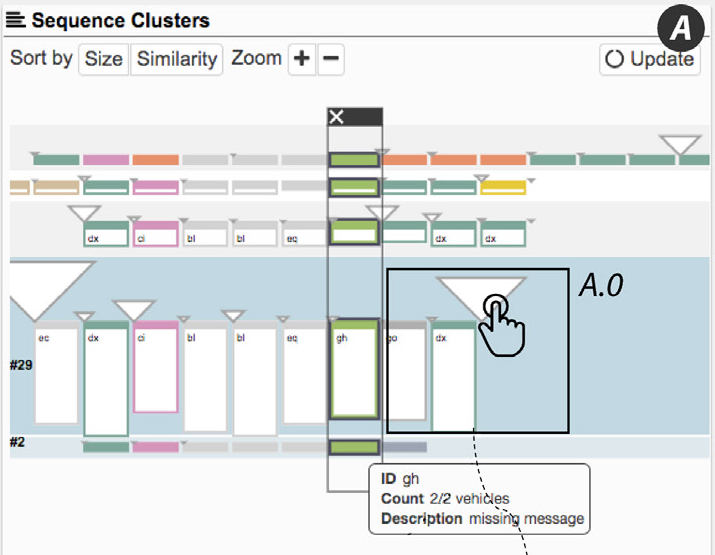 Sequence Clusters
A
Sort by Size Similarity Zoom + − Update
dx ci bl bl eq dx dx
A.0
ec dx ci bl bl eq gh go dx
#29
#2
ID gh
Count 2/2 vehicles
Description missing message